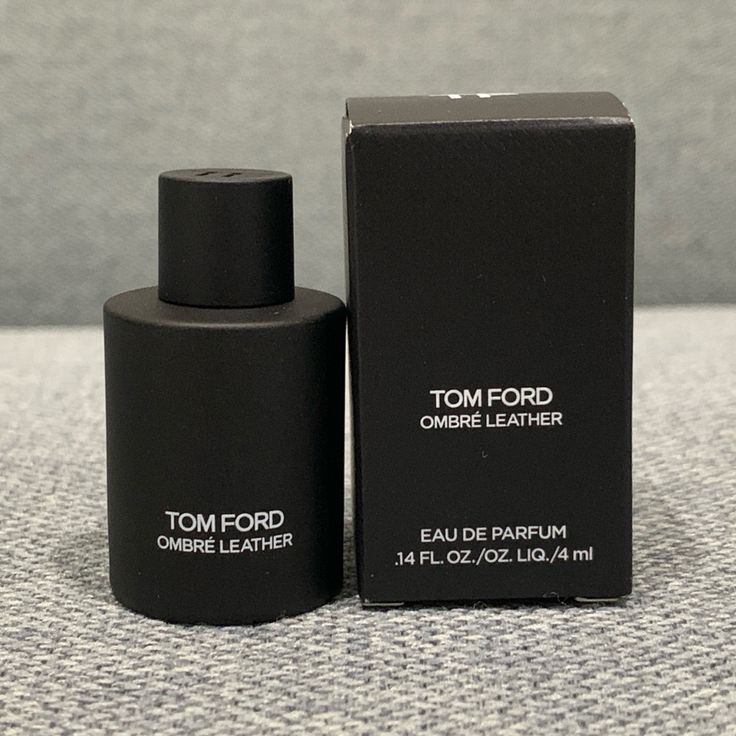 TOM FORD
OMBRÉ LEATHER
TOM FORD
OMBRÉ LEATHER
EAU DE PARFUM
.14 FL. OZ./OZ. LIQ./4 ml